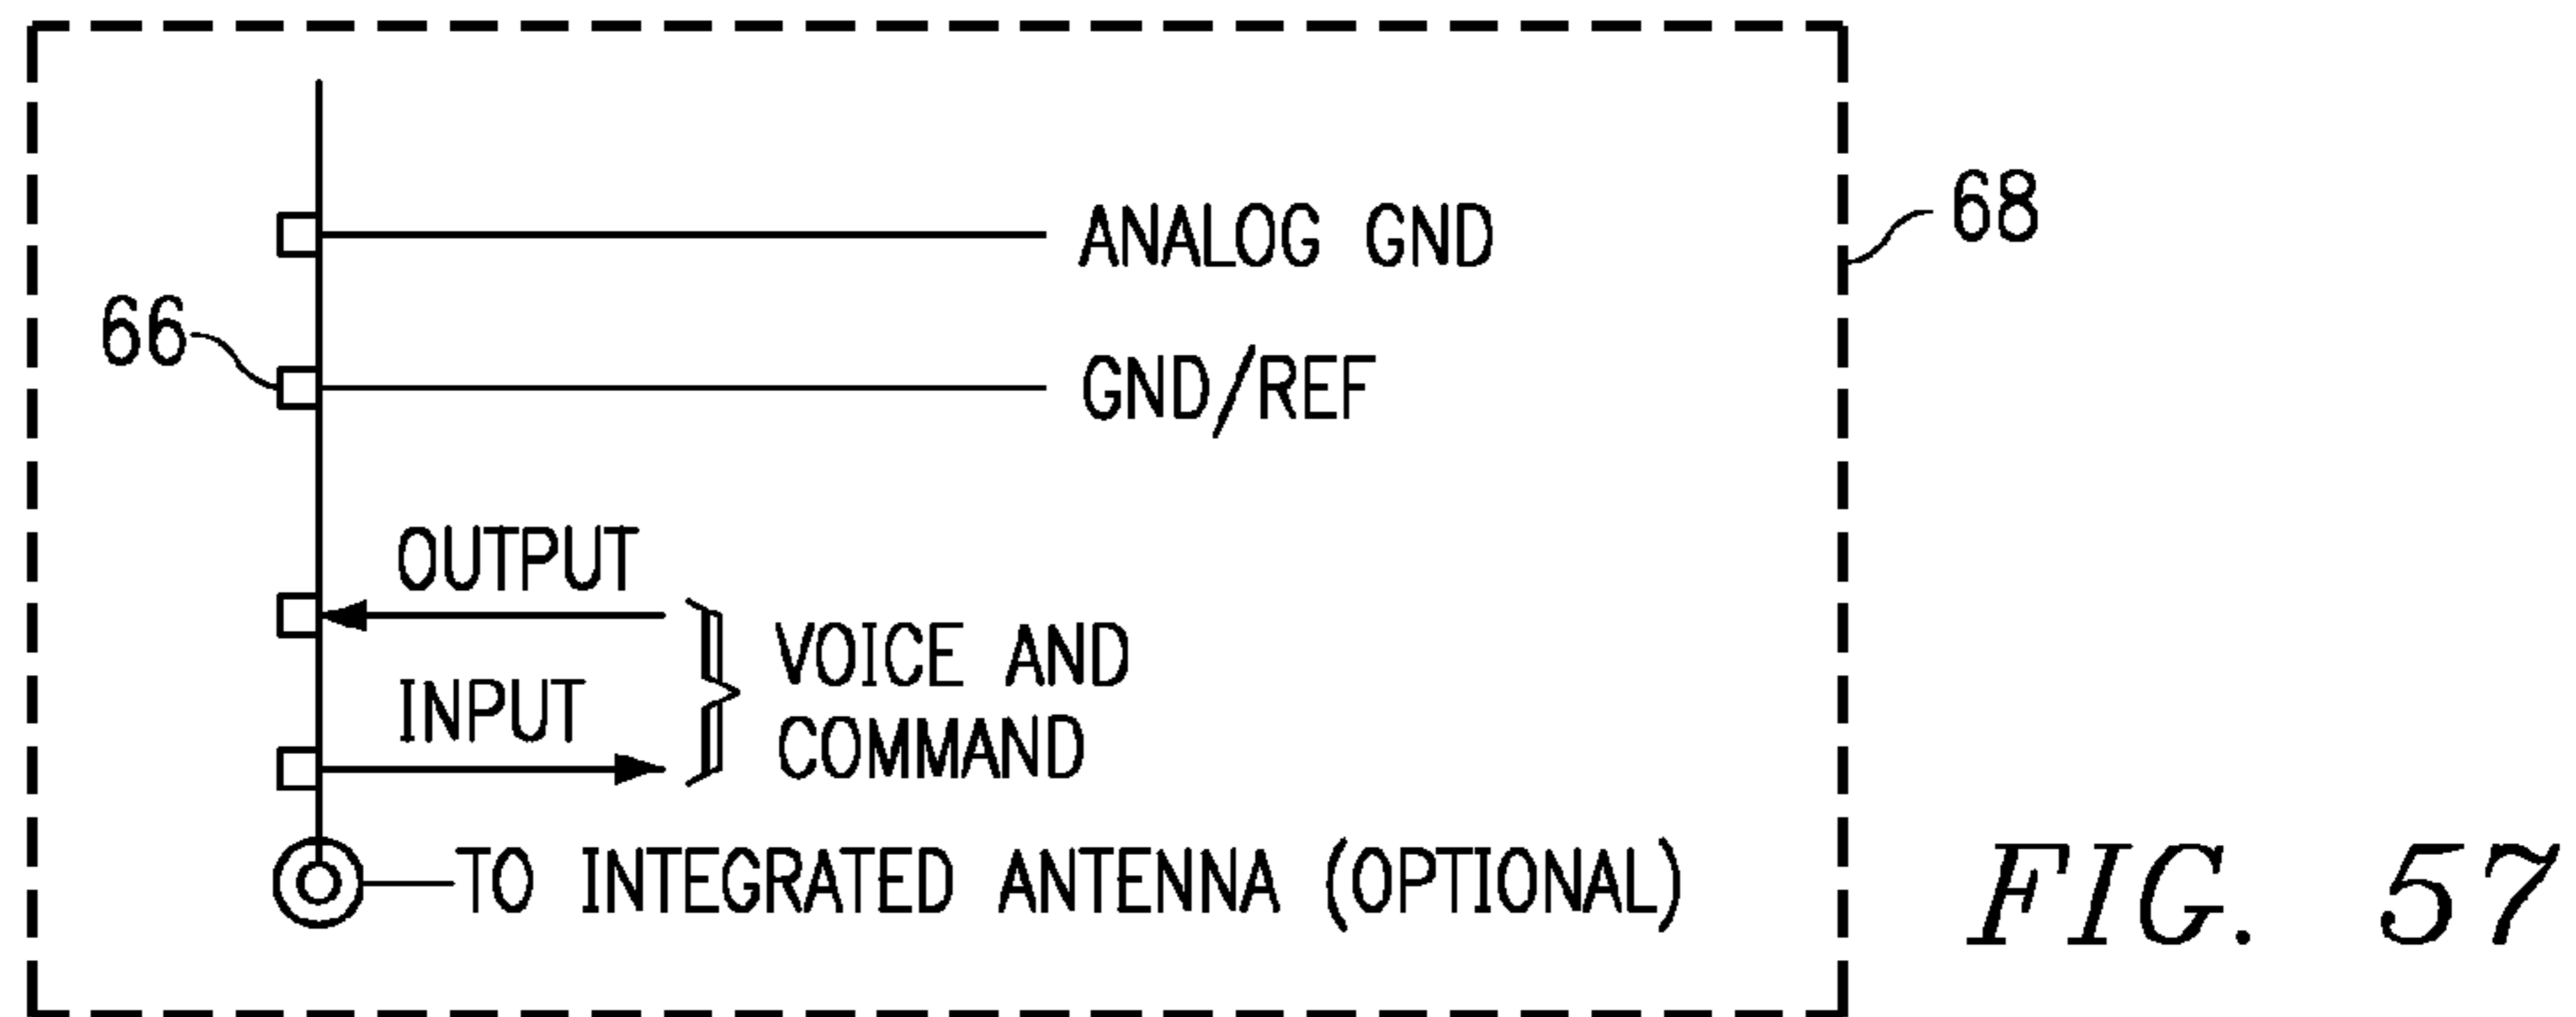 ANALOG GND
68
66
GND/REF
OUTPUT
INPUT
VOICE AND
COMMAND
TO INTEGRATED ANTENNA (OPTIONAL)
FIG. 57